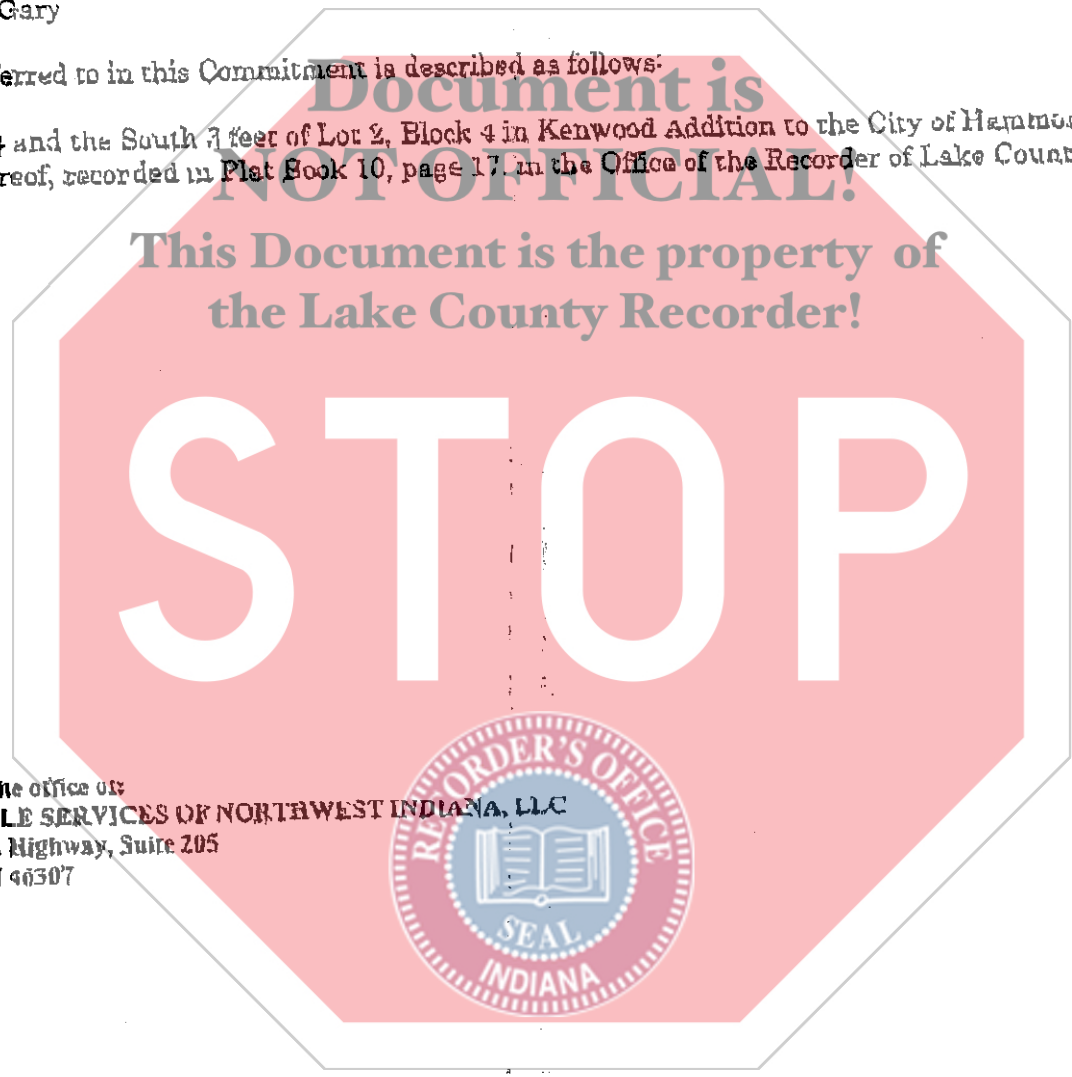 Gary
erred to in this Commitment is described as follows:
Document is
and the South 3 feet of Lot 2, Block 4 in Kenwood Addition to the City of Hammon
reof, recorded in Plat Book 10, page 17, in the Office of the Recorder of Lake Count
NOT OFFICIAL!
This Document is the property of
the Lake County Recorder!
STOP
RECORDER'S OFFICE
he office of:
LE SERVICES OF NORTHWEST INDIANA, LLC
Highway, Suite 205
46307
SEAL
INDIANA